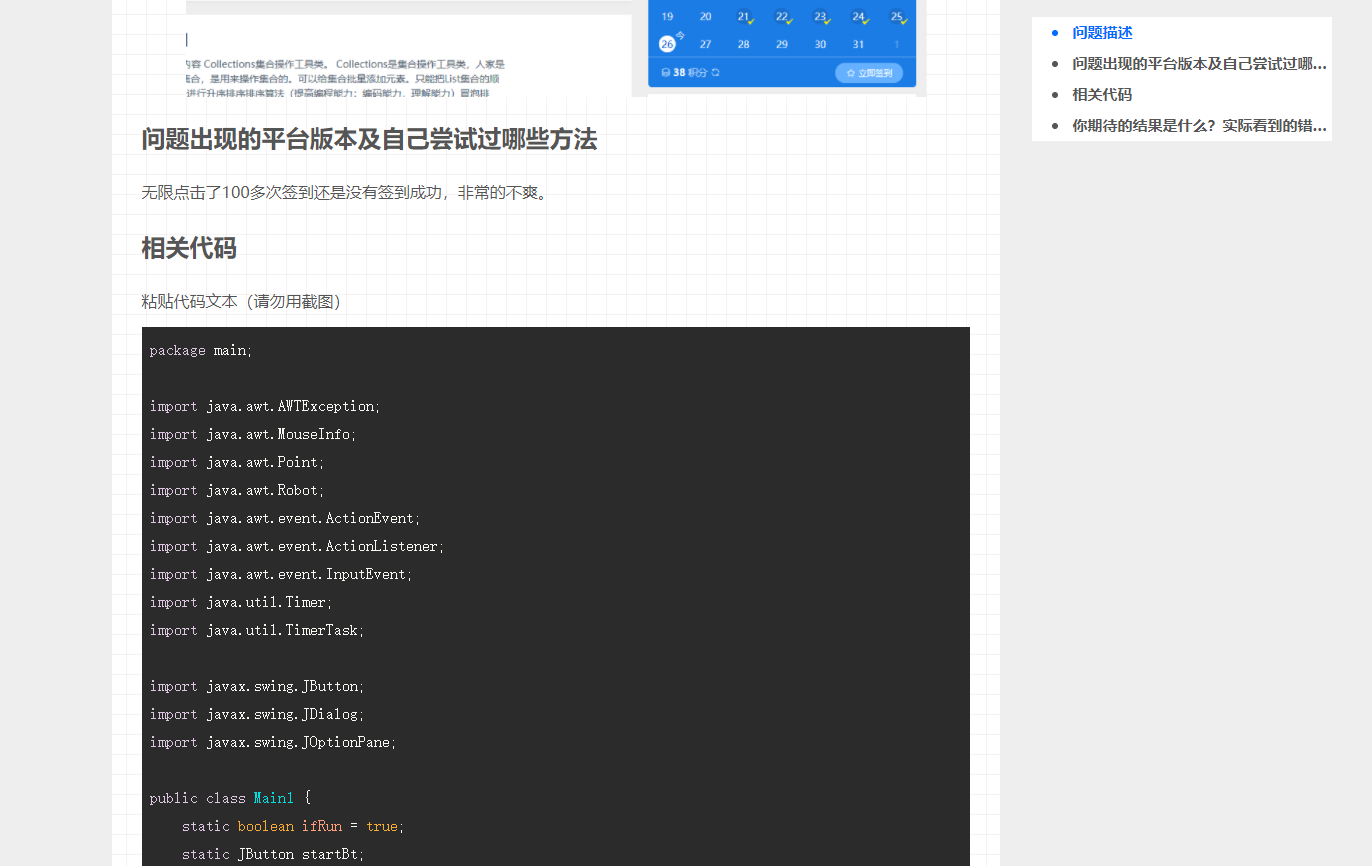 19 20 21 22 23 24 25
26 今 27 28 29 30 31 1
38 积分 立即签到
内容 Collections集合操作工具类。 Collections是集合操作工具类，人家是
集合，是用来操作集合的。可以给集合批量添加元素。只能把List集合的顺
进行升序排序排序算法（提高编程能力：编码能力，理解能力）冒泡排
问题出现的平台版本及自己尝试过哪些方法
无限点击了100多次签到还是没有签到成功，非常的不爽。
相关代码
粘贴代码文本（请勿用截图）
package main;
import java.awt.AWTException;
import java.awt.MouseInfo;
import java.awt.Point;
import java.awt.Robot;
import java.awt.event.ActionEvent;
import java.awt.event.ActionListener;
import java.awt.event.InputEvent;
import java.util.Timer;
import java.util.TimerTask;
import javax.swing.JButton;
import javax.swing.JDialog;
import javax.swing.JOptionPane;
public class Main1 {
static boolean ifRun = true;
static JButton startBt;
问题描述
问题出现的平台版本及自己尝试过哪...
相关代码
你期待的结果是什么？实际看到的错...